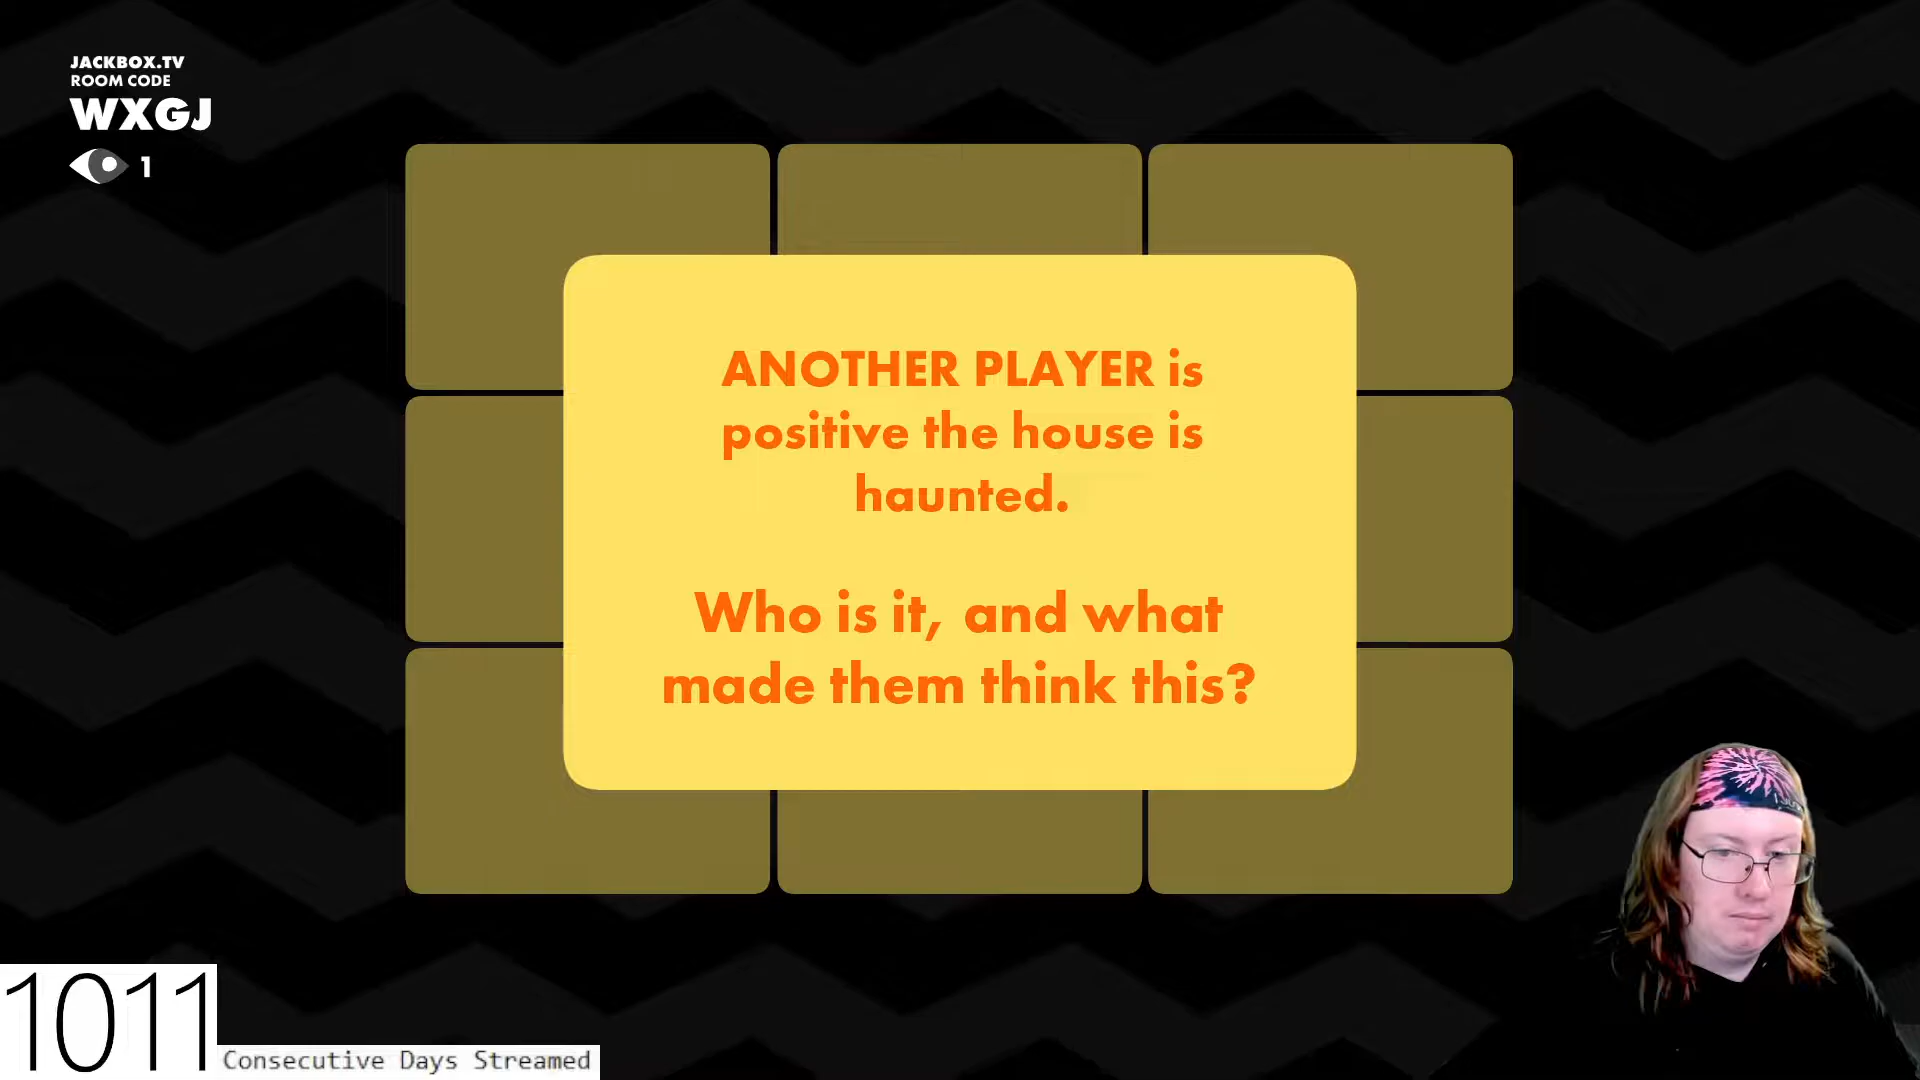 JACKBOX.TV
ROOM CODE
WXGJ
1
ANOTHER PLAYER is
positive the house is
haunted.
Who is it, and what
made them think this?
1011
Consecutive Days Streamed